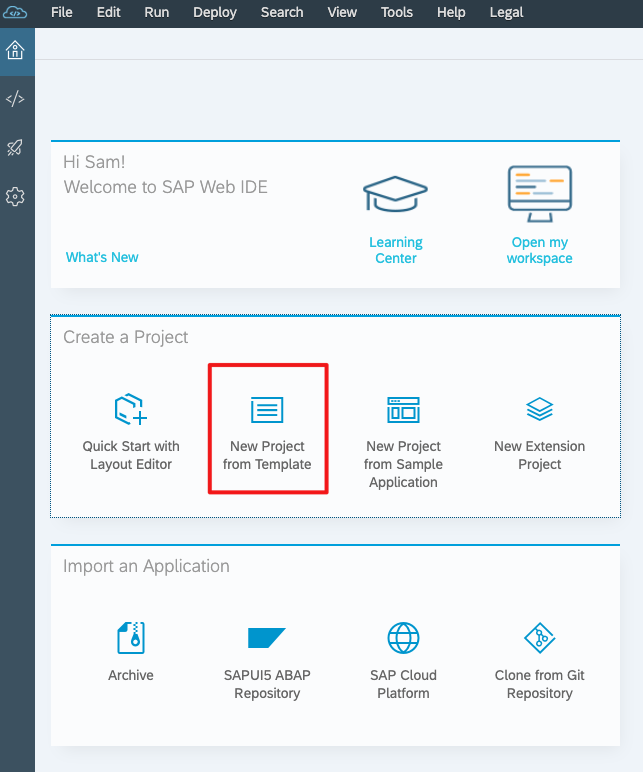 File Edit Run Deploy Search View Tools Help Legal
Hi Sam!
Welcome to SAP Web IDE
What's New
Learning
Center
Open my
workspace
Create a Project
Quick Start with
Layout Editor
New Project
from Template
New Project
from Sample
Application
New Extension
Project
Import an Application
Archive
SAPUI5 ABAP
Repository
SAP Cloud
Platform
Clone from Git
Repository